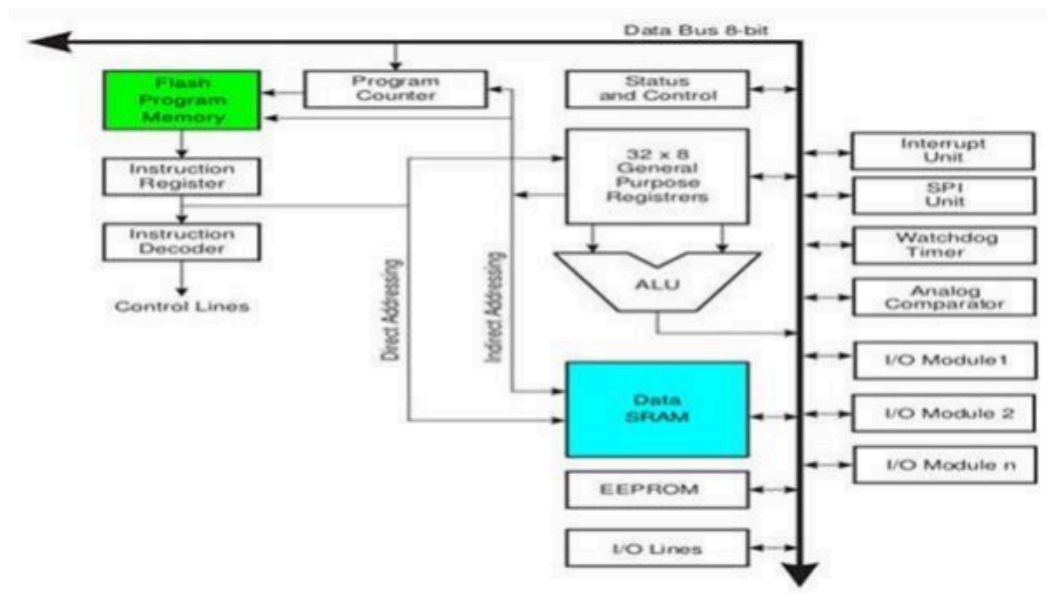 Data Bus 8-bit
Flash
Program
Memory
Program
Counter
Status
and Control
Instruction
Register
32 x 8
General
Purpose
Registrers
Interrupt
Unit
SPI
Unit
Instruction
Decoder
Watchdog
Timer
ALU
Analog
Comparator
Control Lines
Direct Addressing
Indirect Addressing
I/O Module1
Data
SRAM
I/O Module 2
I/O Module n
EEPROM
I/O Lines